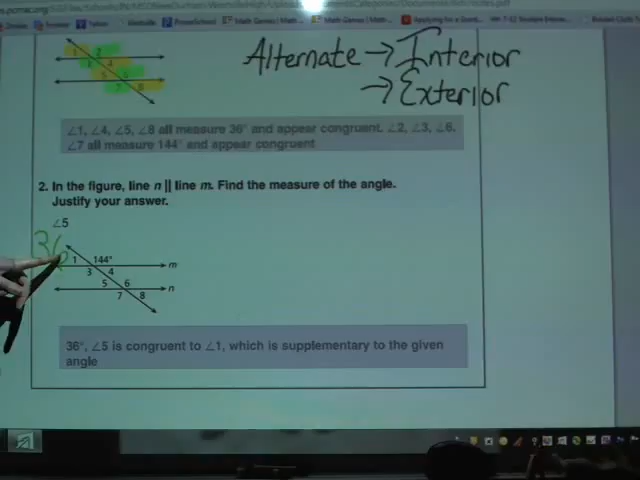 Alternate → Interior
→ Exterior
∠1, ∠4, ∠5, ∠8 all measure 36° and appear congruent. ∠2, ∠3, ∠6,
∠7 all measure 144° and appear congruent
2. In the figure, line n || line m. Find the measure of the angle.
Justify your answer.
∠5
36
1 144°
3 4 m
5 6
7 8 n
36°, ∠5 is congruent to ∠1, which is supplementary to the given
angle